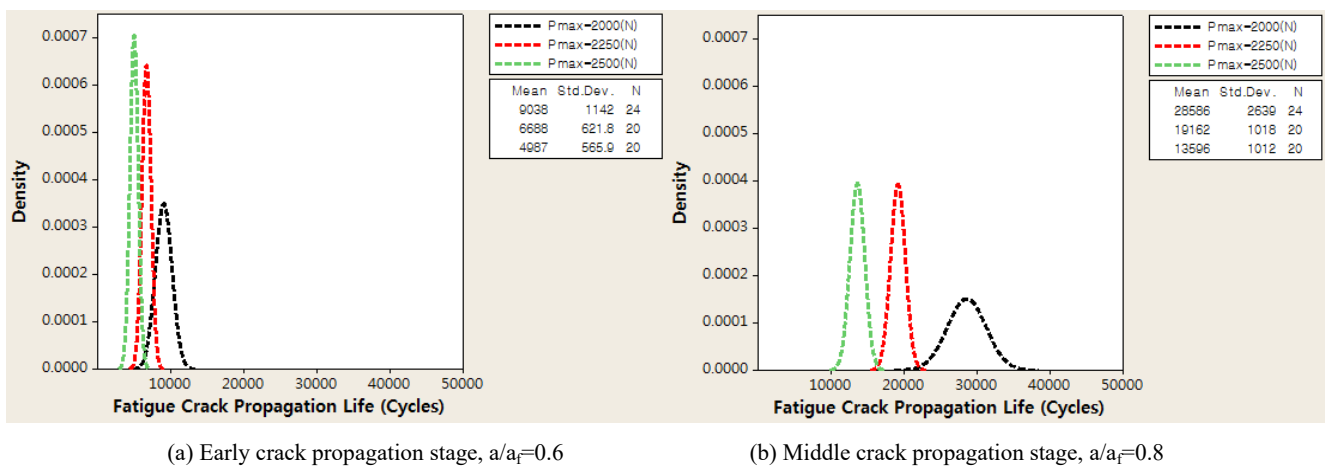 0.0007
0.0006
0.0005
0.0004
0.0003
0.0002
0.0001
0.0000
Density
10000 20000 30000 40000 50000
Fatigue Crack Propagation Life (Cycles)
Pmax-2000(N)
Pmax-2250(N)
Pmax-2500(N)
Mean Std.Dev. N
9038 1142 24
6688 621.8 20
4987 565.9 20
(a) Early crack propagation stage, a/af=0.6
0.0007
0.0006
0.0005
0.0004
0.0003
0.0002
0.0001
0.0000
Density
10000 20000 30000 40000 50000
Fatigue Crack Propagation Life (Cycles)
Pmax-2000(N)
Pmax-2250(N)
Pmax-2500(N)
Mean Std.Dev. N
28586 2639 24
19162 1018 20
13596 1012 20
(b) Middle crack propagation stage, a/af=0.8